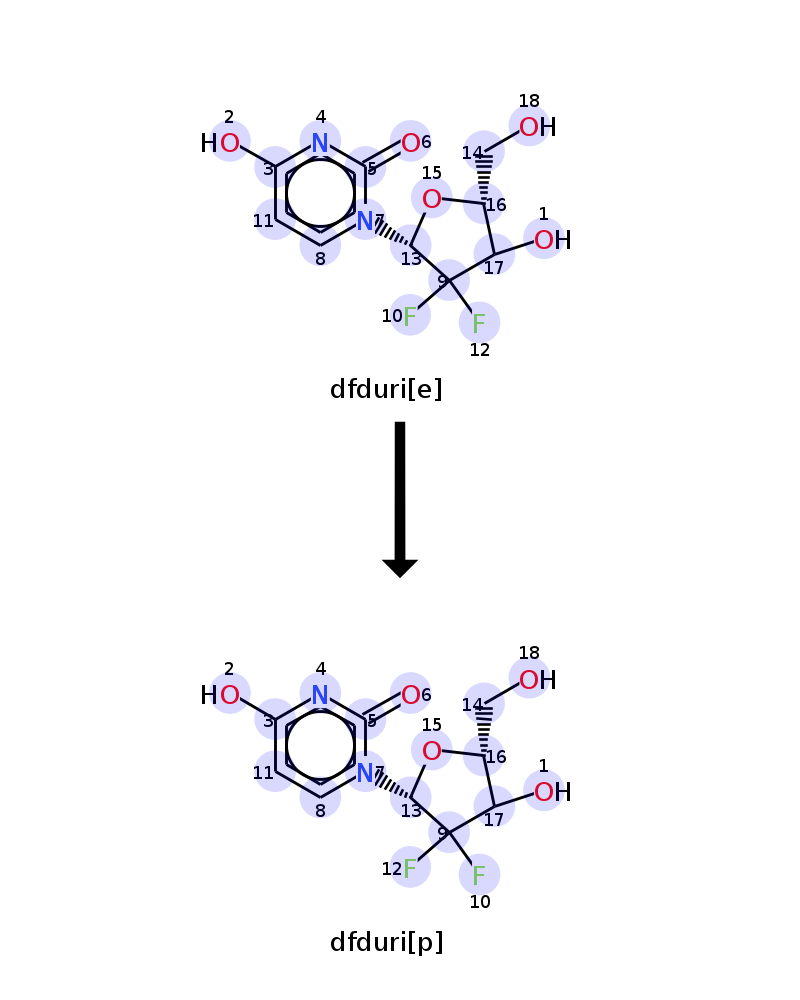 18
2 4 14 OH
HO N O6
15
3 5
O 16 1
11 N7 OH
8 13 17
9
10F F
12
dfduri[e]
18
2 4 14 OH
HO N O6
15
3 5
O 16 1
11 N7 OH
8 13 17
9
12F F
10
dfduri[p]